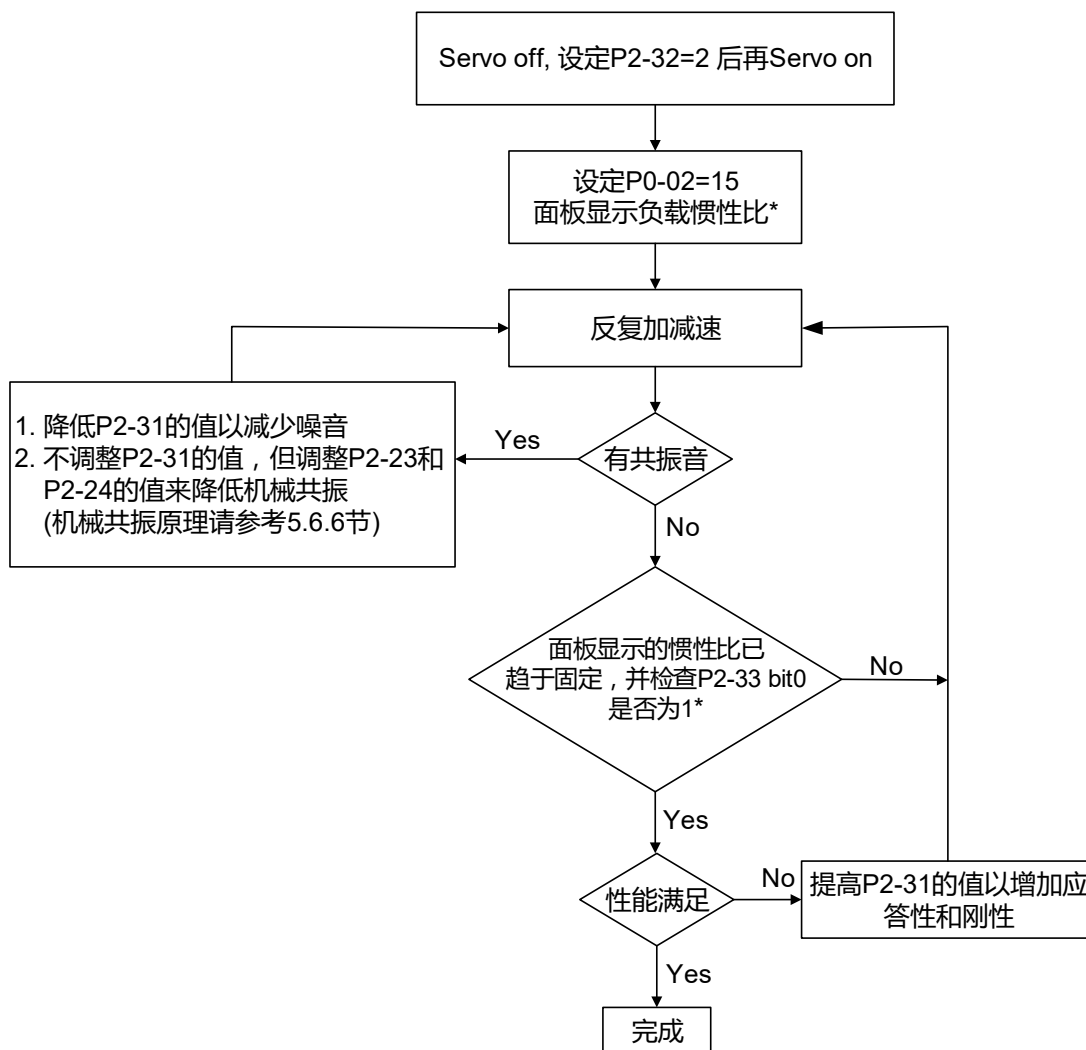 Servo off, 设定P2-32=2 后再Servo on
设定P0-02=15
面板显示负载惯性比*
反复加减速
1. 降低P2-31的值以减少噪音
2. 不调整P2-31的值，但调整P2-23和
P2-24的值来降低机械共振
(机械共振原理请参考5.6.6节)
Yes
有共振音
No
面板显示的惯性比已
趋于固定，并检查P2-33 bit0
是否为1*
No
Yes
性能满足
No
提高P2-31的值以增加应
答性和刚性
Yes
完成